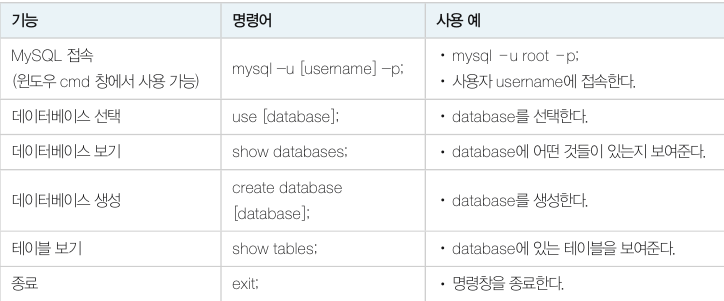 기능 명령어 사용 예
MySQL 접속
(윈도우 cmd 창에서 사용 가능)
mysql –u [username] –p;
• mysql –u root –p;
• 사용자 username에 접속한다.
데이터베이스 선택 use [database]; • database를 선택한다.
데이터베이스 보기 show databases; • database에 어떤 것들이 있는지 보여준다.
데이터베이스 생성
create database
[database];
• database를 생성한다.
테이블 보기 show tables; • database에 있는 테이블을 보여준다.
종료 exit; • 명령창을 종료한다.